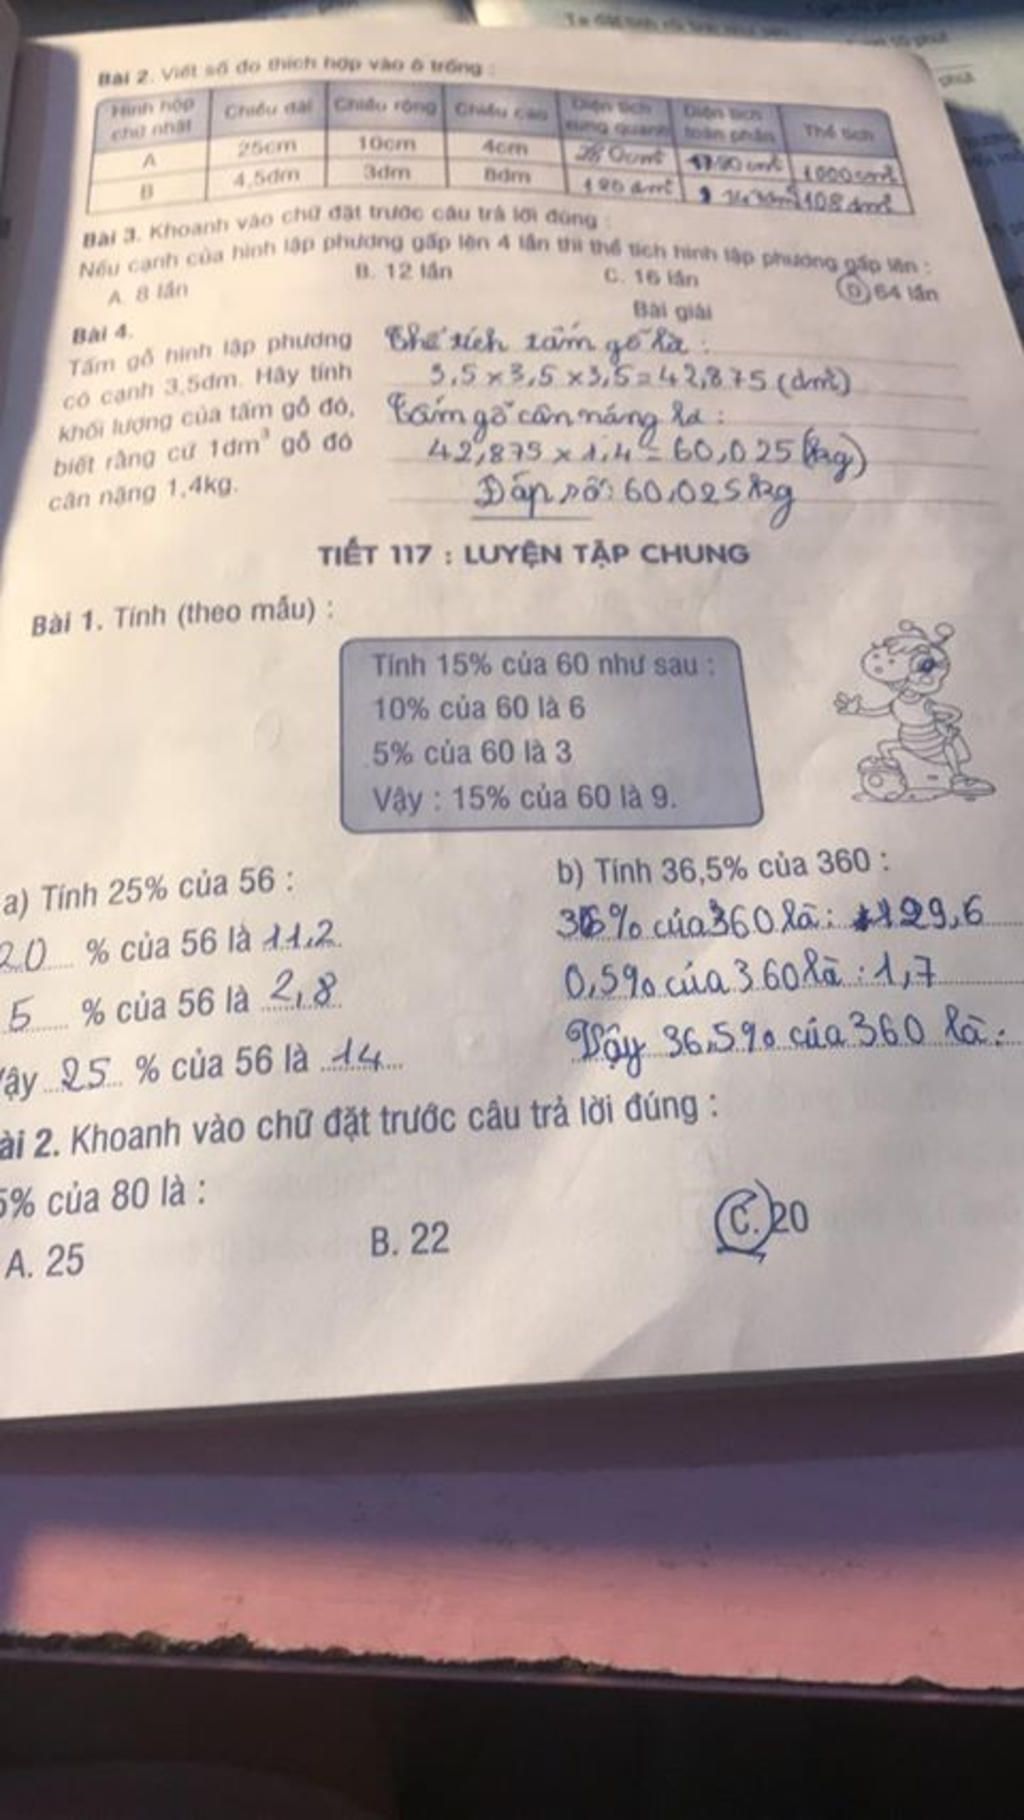 Bài 2. Viết số đo thích hợp vào ô trống :
Hình hộp chữ nhật Chiều dài Chiều rộng Chiều cao Diện tích xung quanh Diện tích toàn phần Thể tích
A 25cm 10cm 4cm 280cm² 1000cm³
B 4,5dm 3dm 8dm 120dm² 108dm³
Bài 3. Khoanh vào chữ đặt trước câu trả lời đúng :
Nếu cạnh của hình lập phương gấp lên 4 lần thì thể tích hình lập phương gấp lên :
A. 8 lần B. 12 lần C. 16 lần D. 64 lần
Bài 4. Bài giải
Tấm gỗ hình lập phương
có cạnh 3,5dm. Hãy tính
khối lượng của tấm gỗ đó,
biết rằng cứ 1dm³ gỗ đó
cân nặng 1,4kg.
Thể tích tấm gỗ là :
3,5 x 3,5 x 3,5 = 42,875 (dm³)
Tấm gỗ cân nặng là :
42,875 x 1,4 = 60,025 (kg)
Đáp số : 60,025 kg
TIẾT 117 : LUYỆN TẬP CHUNG
Bài 1. Tính (theo mẫu) :
Tính 15% của 60 như sau :
10% của 60 là 6
5% của 60 là 3
Vậy : 15% của 60 là 9.
a) Tính 25% của 56 :
20 % của 56 là 11,2
5 % của 56 là 2,8
ậy 25 % của 56 là 14
b) Tính 36,5% của 360 :
36% của 360 là : 129,6
0,5% của 360 là : 1,7
Vậy 36,5% của 360 là :
ài 2. Khoanh vào chữ đặt trước câu trả lời đúng :
5% của 80 là :
A. 25 B. 22 C. 20